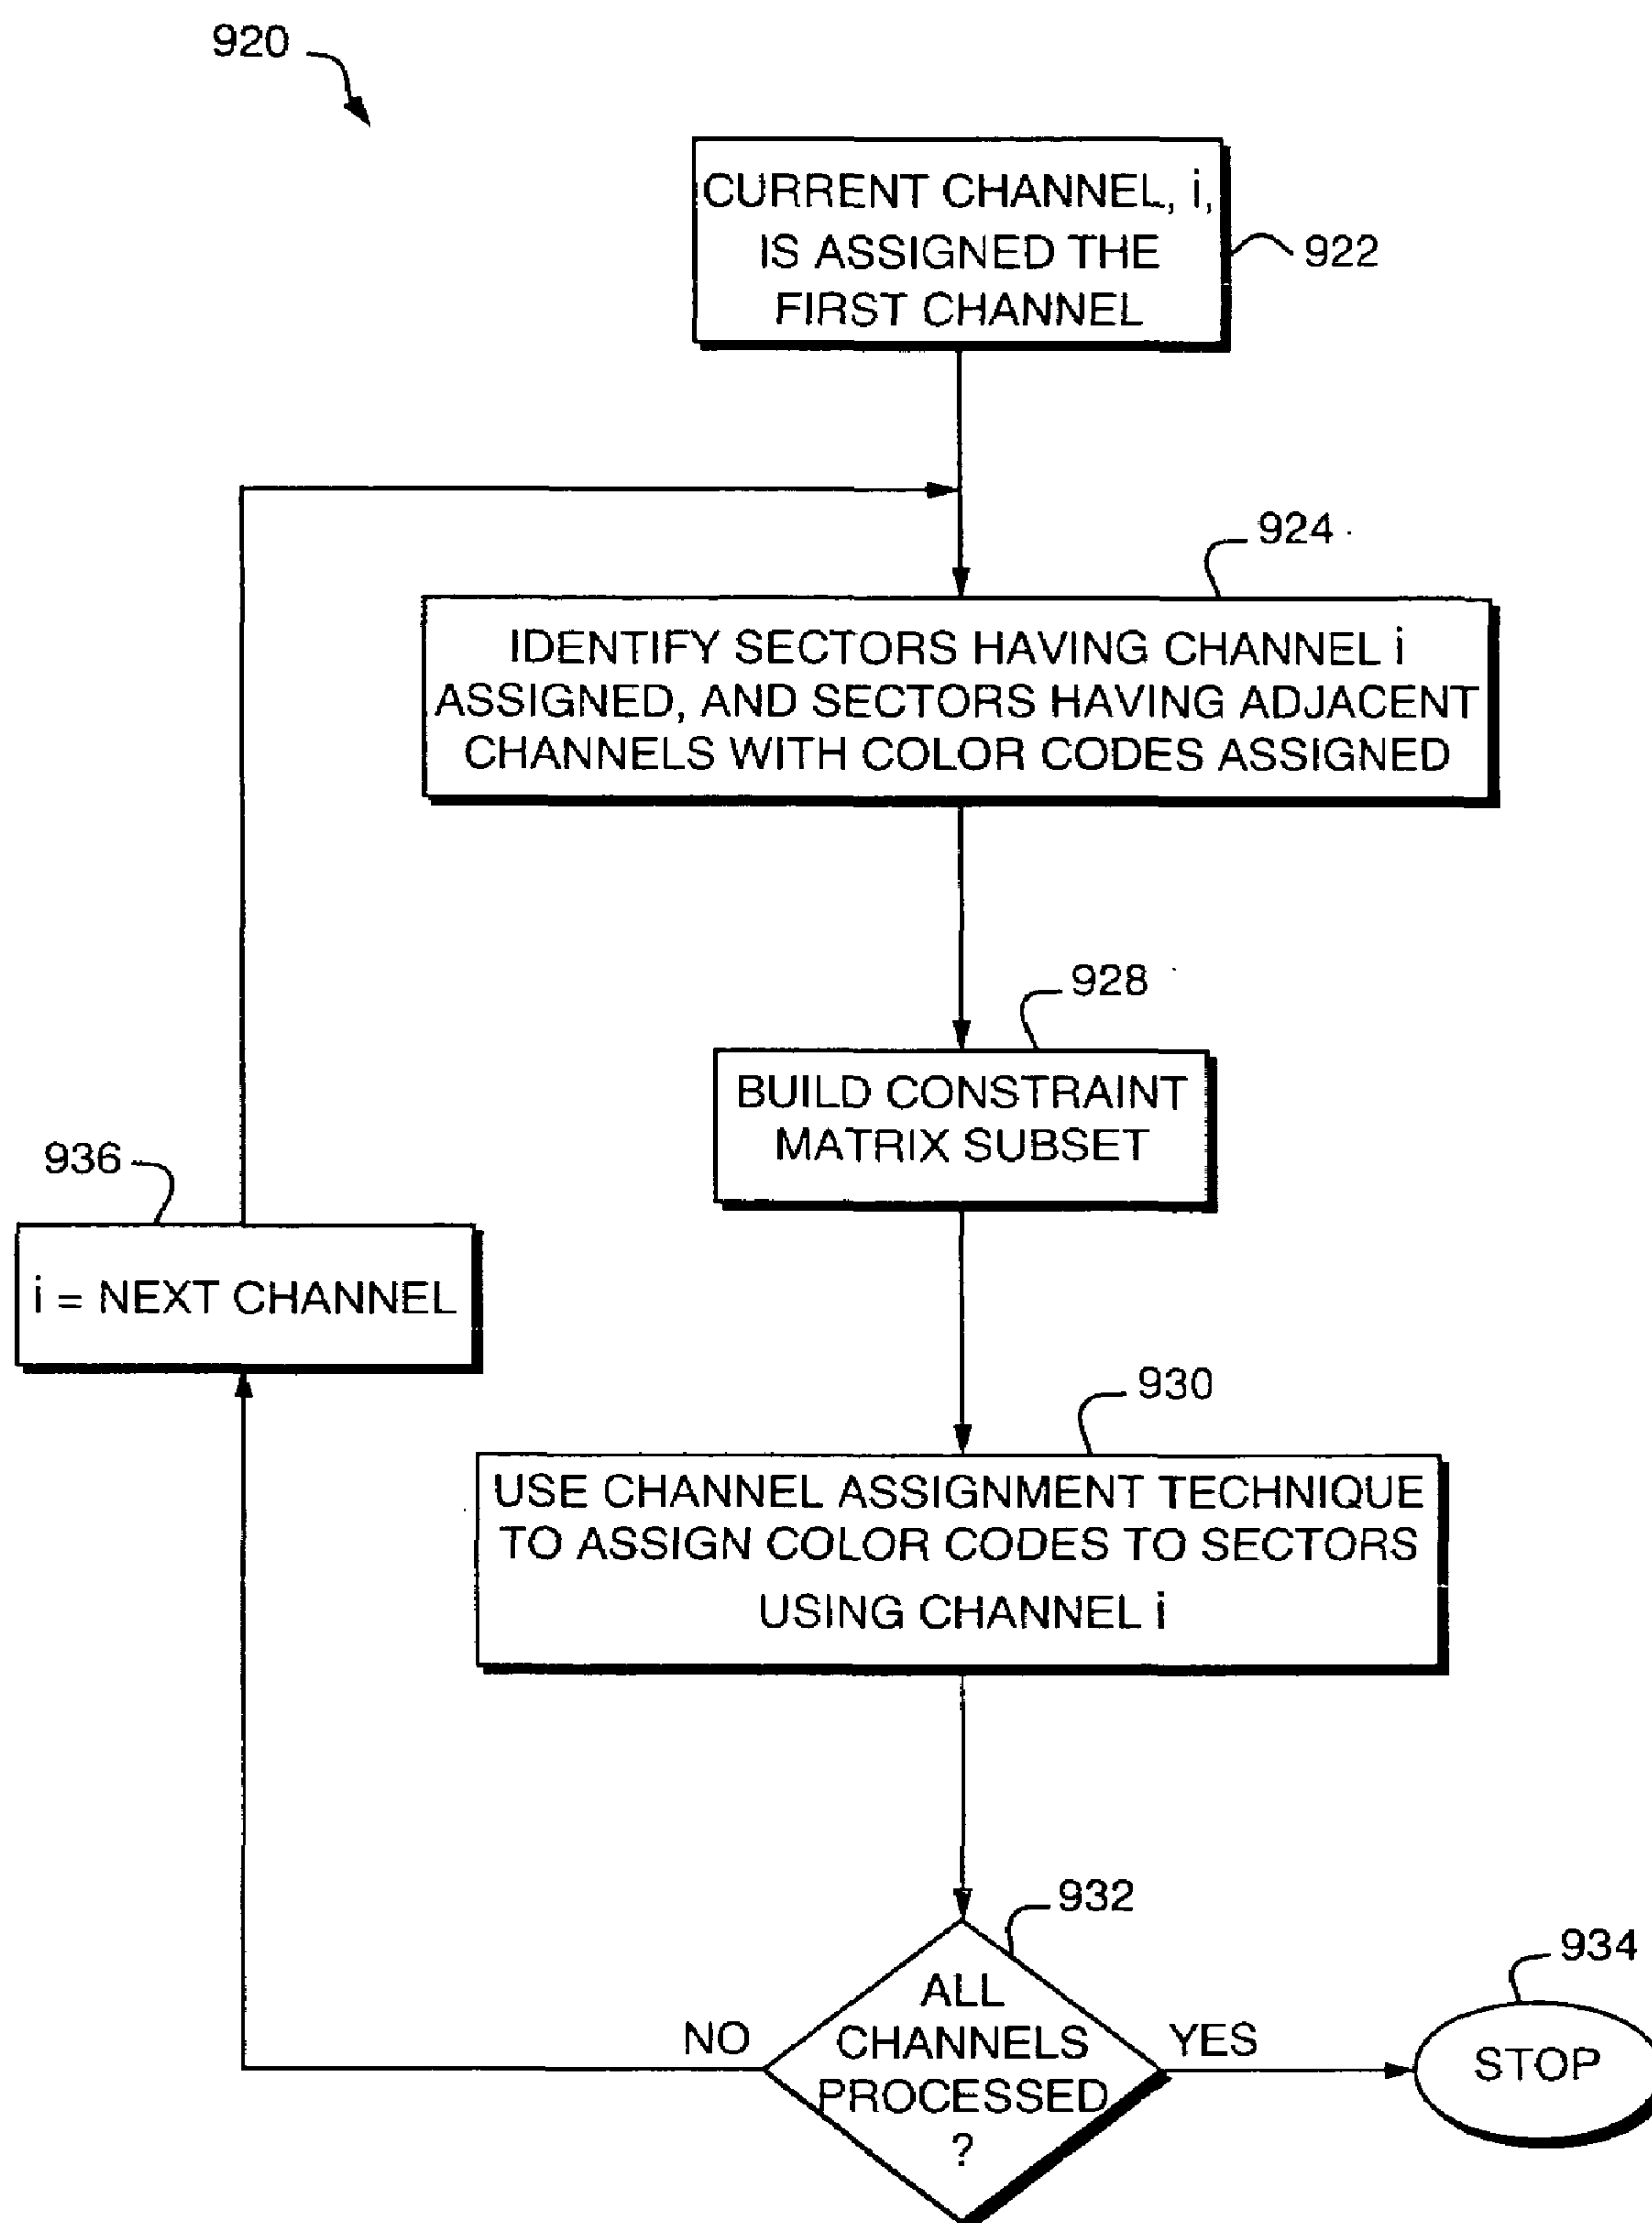 920
CURRENT CHANNEL, i,
IS ASSIGNED THE
FIRST CHANNEL
922
924
IDENTIFY SECTORS HAVING CHANNEL i
ASSIGNED, AND SECTORS HAVING ADJACENT
CHANNELS WITH COLOR CODES ASSIGNED
928
BUILD CONSTRAINT
MATRIX SUBSET
936
i = NEXT CHANNEL
930
USE CHANNEL ASSIGNMENT TECHNIQUE
TO ASSIGN COLOR CODES TO SECTORS
USING CHANNEL i
932
ALL
CHANNELS
PROCESSED
?
NO
YES
934
STOP